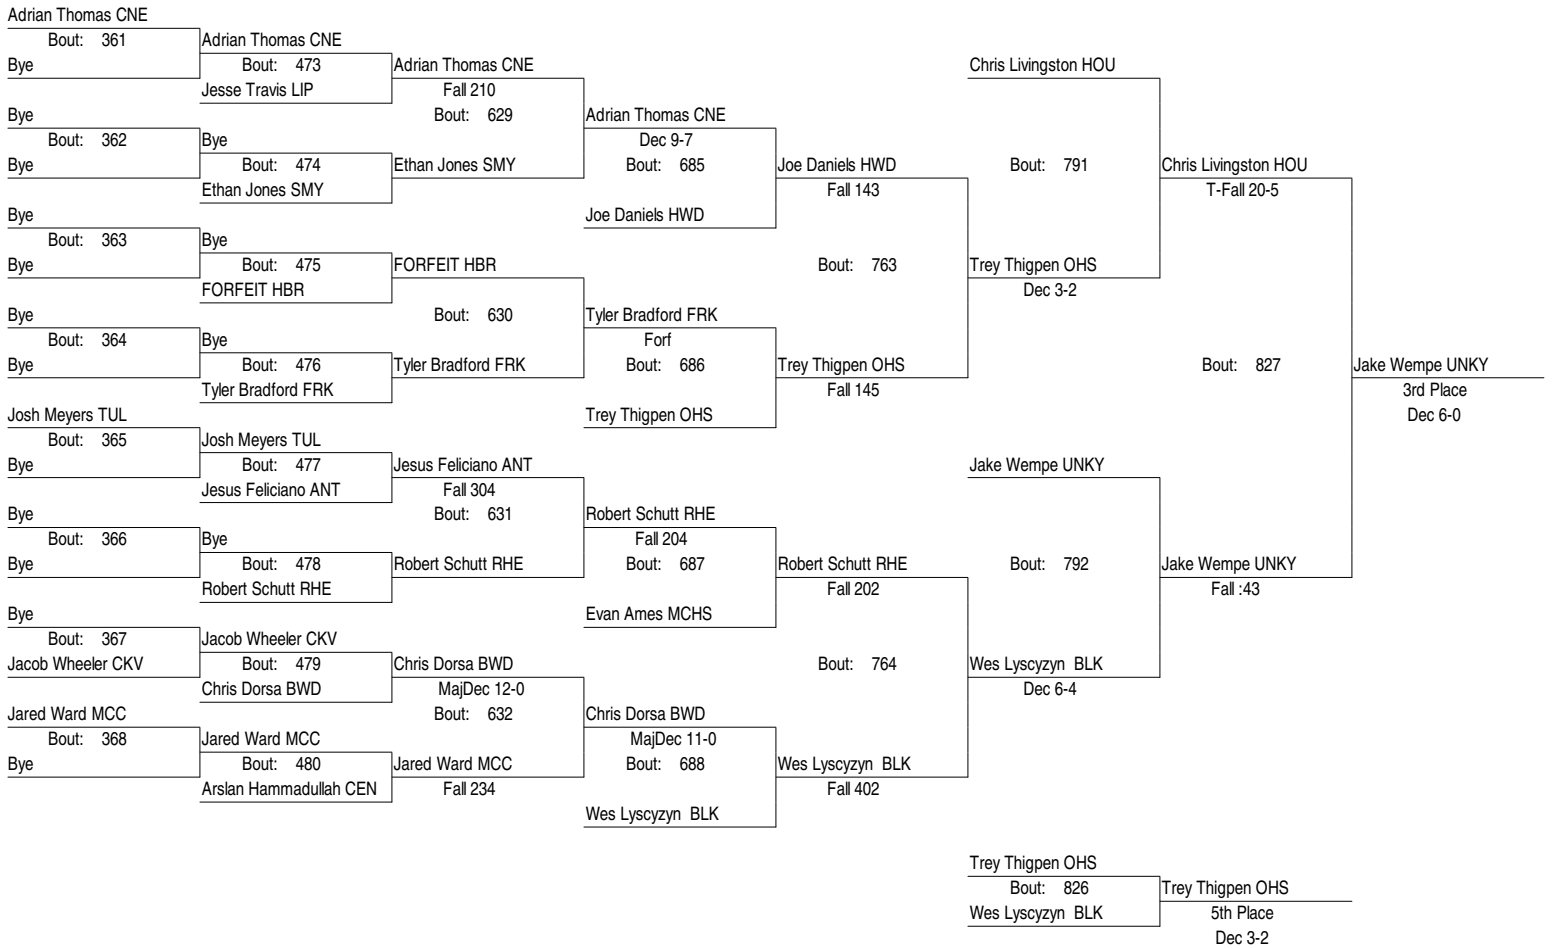 Adrian Thomas CNE
Bout: 361
Bye
Bye
Bout: 362
Bye
Bye
Bout: 363
Bye
Bye
Bout: 364
Bye
Josh Meyers TUL
Bout: 365
Bye
Bye
Bout: 366
Bye
Bye
Bout: 367
Jacob Wheeler CKV
Jared Ward MCC
Bout: 368
Bye
Adrian Thomas CNE
Bout: 473
Jesse Travis LIP
Bye
Bout: 474
Ethan Jones SMY
Bye
Bout: 475
FORFEIT HBR
Bye
Bout: 476
Tyler Bradford FRK
Josh Meyers TUL
Bout: 477
Jesus Feliciano ANT
Bye
Bout: 478
Robert Schutt RHE
Jacob Wheeler CKV
Bout: 479
Chris Dorsa BWD
Jared Ward MCC
Bout: 480
Arslan Hammadullah CEN
Adrian Thomas CNE
Fall 210
Bout: 629
Ethan Jones SMY
FORFEIT HBR
Bout: 630
Tyler Bradford FRK
Jesus Feliciano ANT
Fall 304
Bout: 631
Robert Schutt RHE
Chris Dorsa BWD
MajDec 12-0
Bout: 632
Jared Ward MCC
Fall 234
Adrian Thomas CNE
Dec 9-7
Bout: 685
Joe Daniels HWD
Tyler Bradford FRK
Forf
Bout: 686
Trey Thigpen OHS
Robert Schutt RHE
Fall 204
Bout: 687
Evan Ames MCHS
Chris Dorsa BWD
MajDec 11-0
Bout: 688
Wes Lyscyzyn BLK
Joe Daniels HWD
Fall 143
Bout: 763
Trey Thigpen OHS
Fall 145
Robert Schutt RHE
Fall 202
Bout: 764
Wes Lyscyzyn BLK
Fall 402
Chris Livingston HOU
Bout: 791
Trey Thigpen OHS
Dec 3-2
Jake Wempe UNKY
Bout: 792
Wes Lyscyzyn BLK
Dec 6-4
Chris Livingston HOU
T-Fall 20-5
Bout: 827
Jake Wempe UNKY
Fall :43
Jake Wempe UNKY
3rd Place
Dec 6-0
Trey Thigpen OHS
Bout: 826
Wes Lyscyzyn BLK
Trey Thigpen OHS
5th Place
Dec 3-2